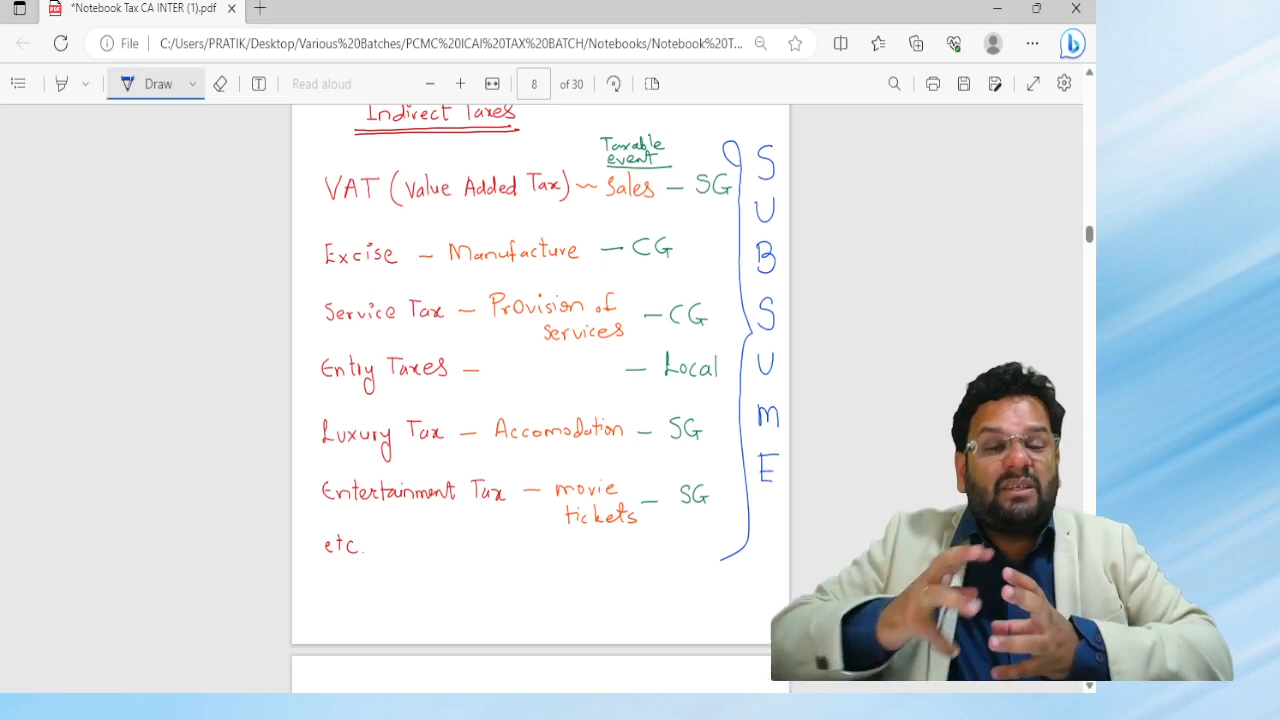 *Notebook Tax CA INTER (1).pdf
File C:/Users/PRATIK/Desktop/Various%20Batches/PCMC%20ICAI%20TAX%20BATCH/Notebooks/Notebook%20T...
Draw Read aloud 8 of 30
Indirect Taxes
Taxable
event
VAT (Value Added Tax) ~ Sales – SG
Excise – Manufacture – CG
Service Tax – Provision of – CG
services
Entry Taxes – – Local
Luxury Tax – Accomodation – SG
Entertainment Tax – movie – SG
tickets
etc.
S
U
B
S
U
M
E